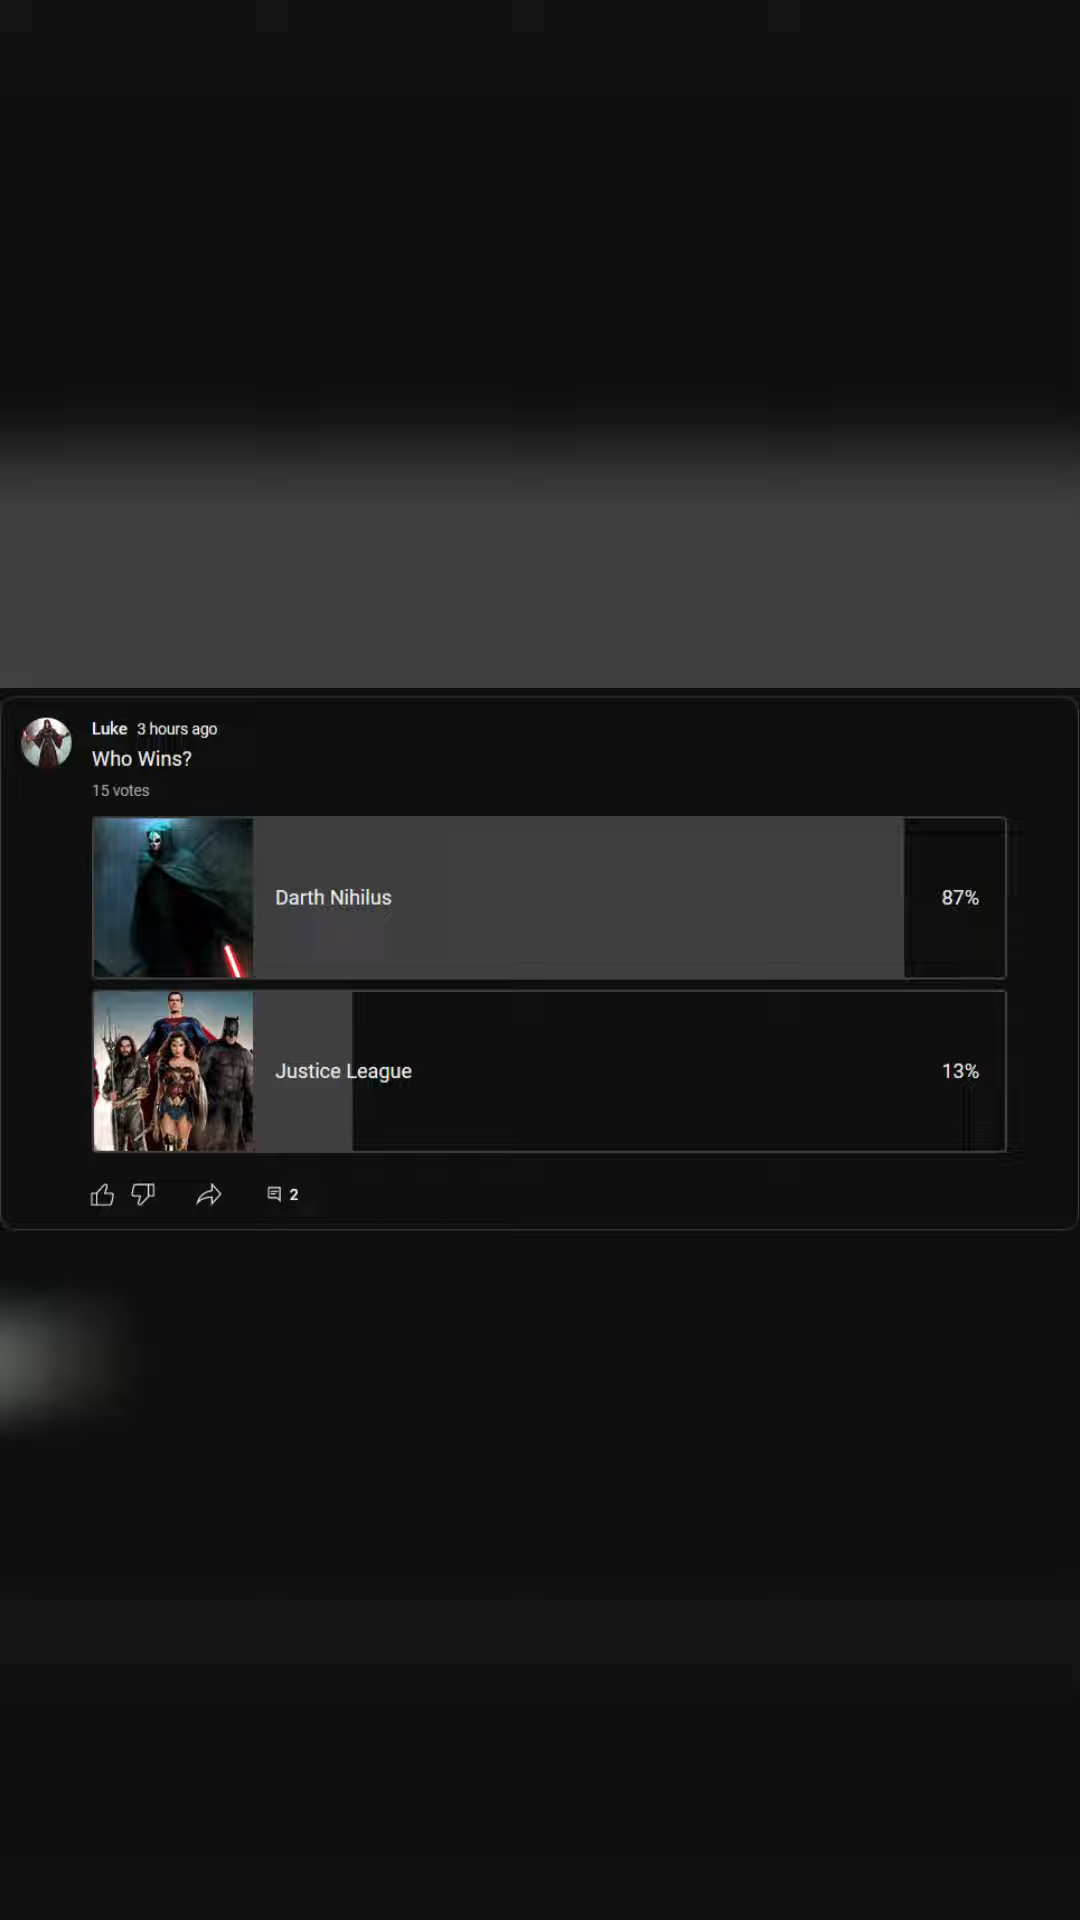 Luke 3 hours ago
Who Wins?
15 votes
Darth Nihilus 87%
Justice League 13%
2